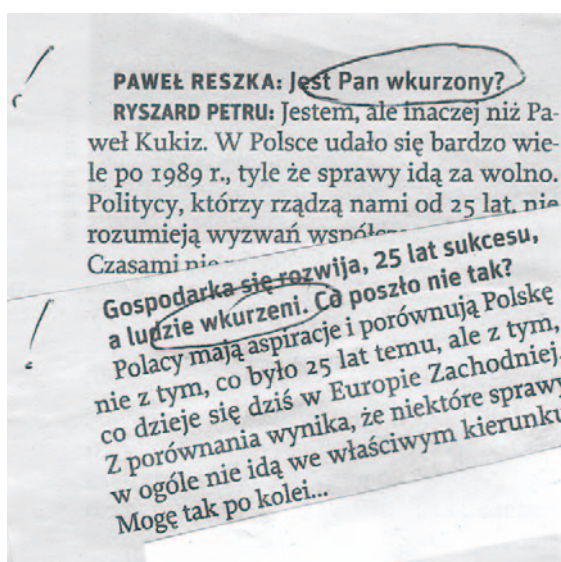 !
PAWEŁ RESZKA: Jest Pan wkurzony?
RYSZARD PETRU: Jestem, ale inaczej niż Pa-
weł Kukiz. W Polsce udało się bardzo wie-
le po 1989 r., tyle że sprawy idą za wolno.
Politycy, którzy rządzą nami od 25 lat, nie
rozumieją wyzwań
Czasami nie
!
Gospodarka się rozwija, 25 lat sukcesu,
a ludzie wkurzeni. Co poszło nie tak?
Polacy mają aspiracje i porównują Polskę
nie z tym, co było 25 lat temu, ale z tym,
co dzieje się dziś w Europie Zachodniej.
Z porównania wynika, że niektóre sprawy
w ogóle nie idą we właściwym kierunku.
Mogę tak po kolei...